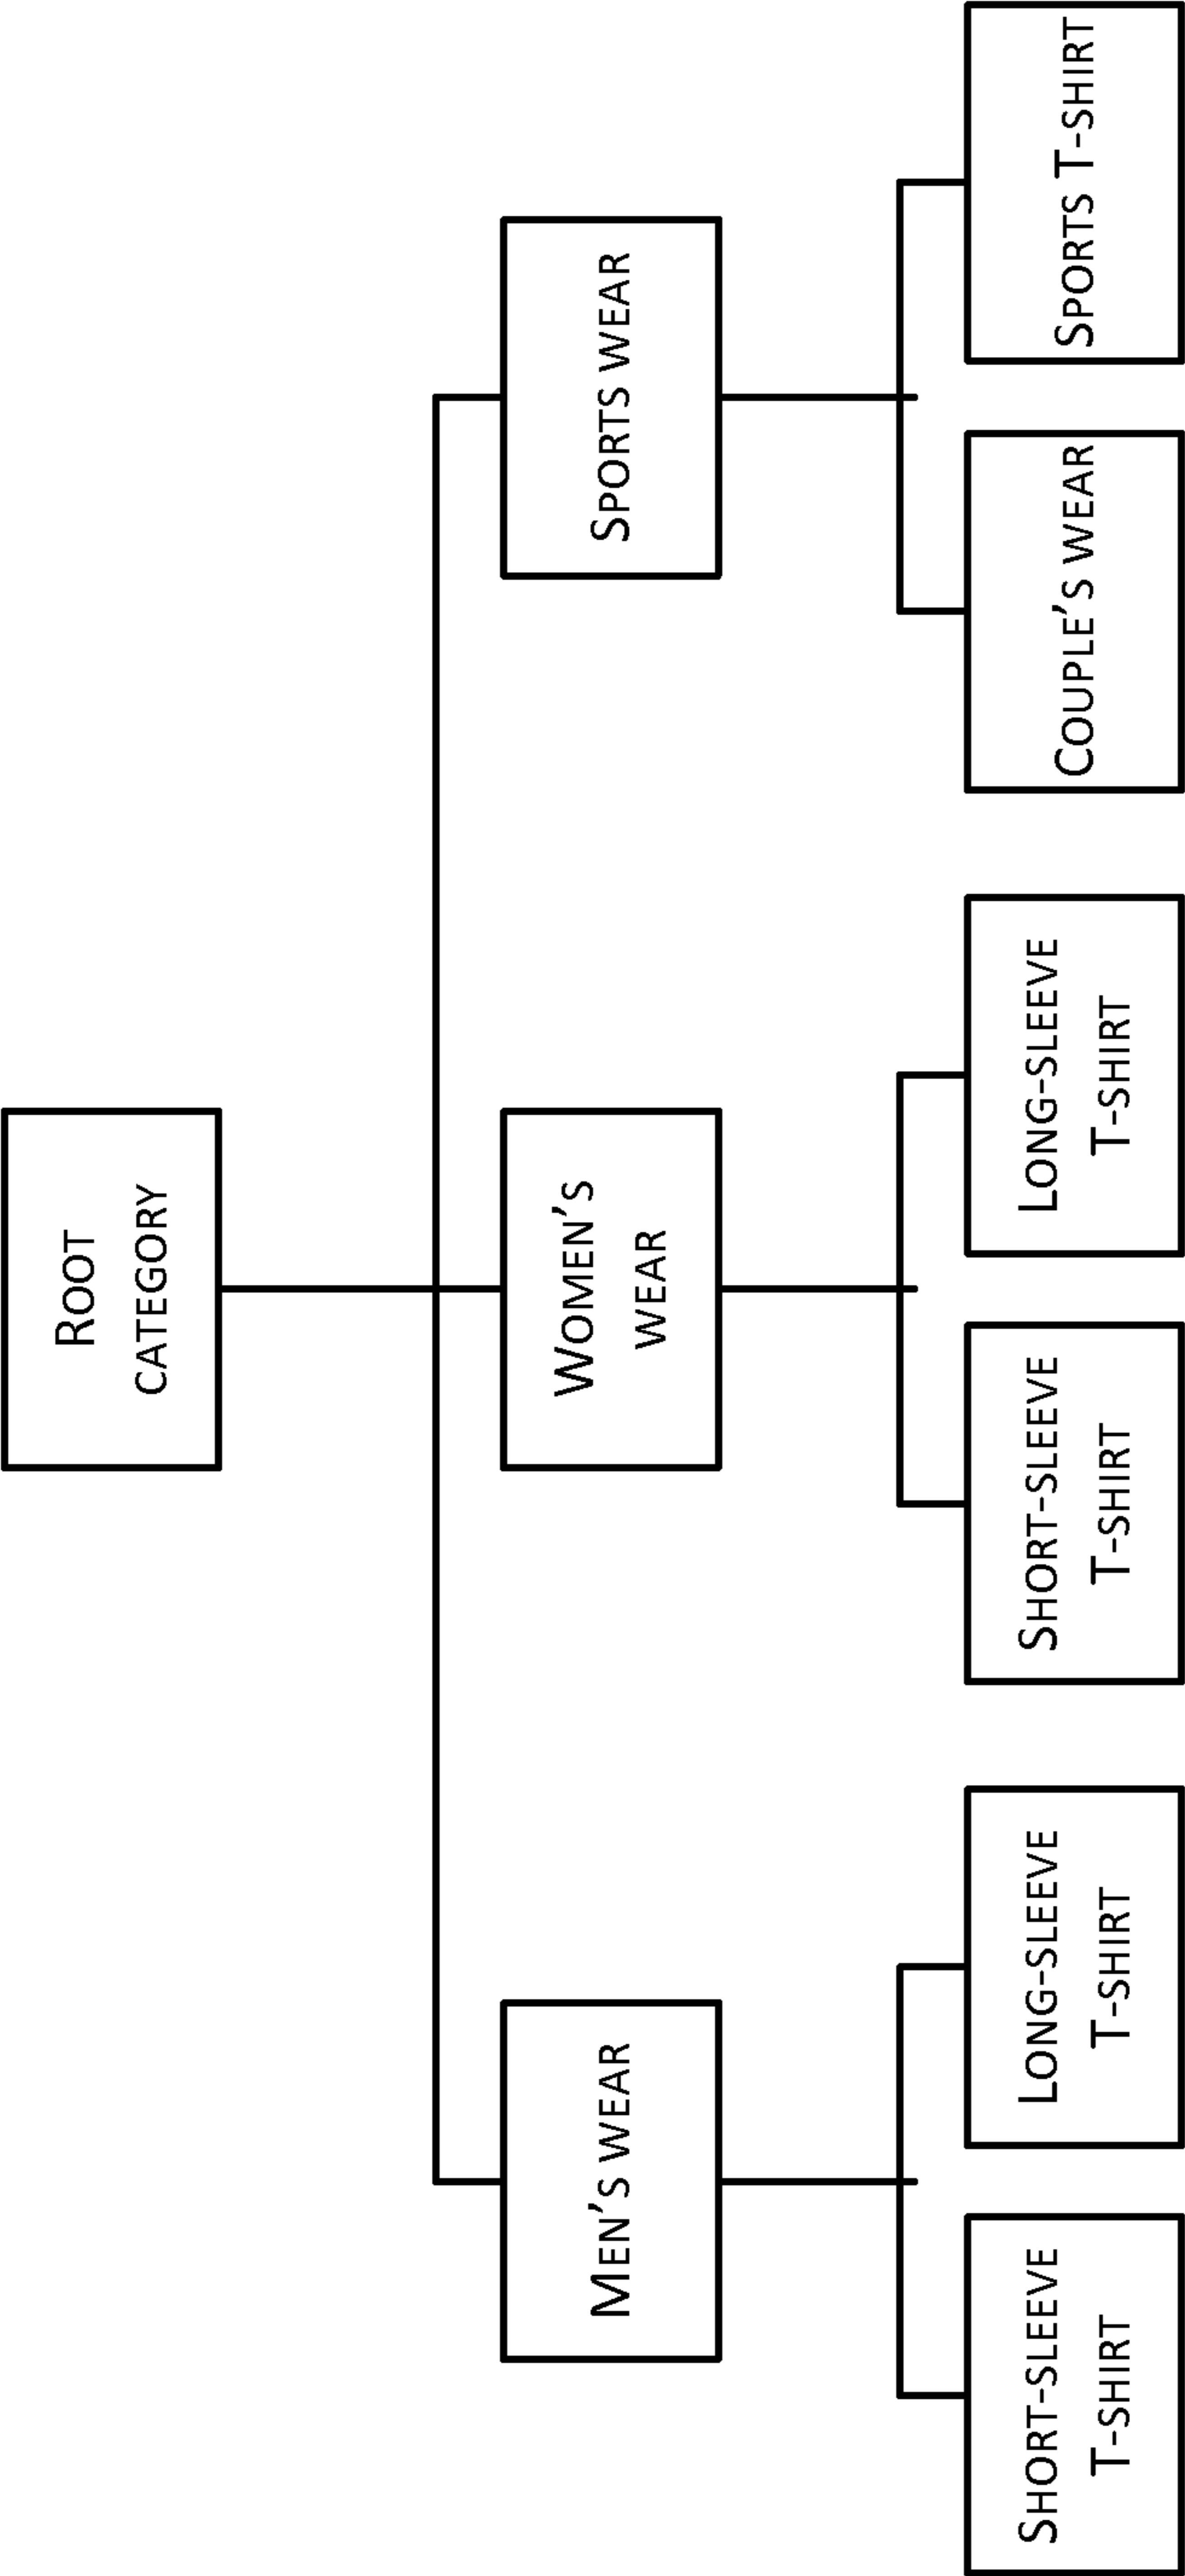 Root
category
Men's wear
Women's
wear
Sports wear
Short-sleeve
T-shirt
Long-sleeve
T-shirt
Short-sleeve
T-shirt
Long-sleeve
T-shirt
Couple's wear
Sports T-shirt